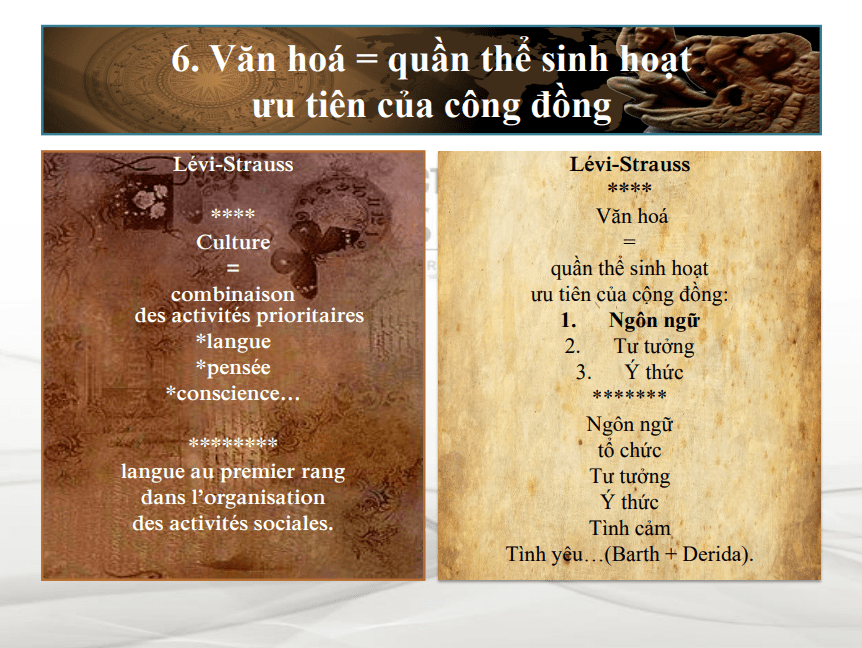 6. Văn hoá = quần thể sinh hoạt
ưu tiên của công đồng
Lévi-Strauss
****
Culture
=
combinaison
des activités prioritaires
*langue
*pensée
*conscience…
********
langue au premier rang
dans l’organisation
des activités sociales.
Lévi-Strauss
****
Văn hoá
=
quần thể sinh hoạt
ưu tiên của cộng đồng:
1. Ngôn ngữ
2. Tư tưởng
3. Ý thức
*******
Ngôn ngữ
tổ chức
Tư tưởng
Ý thức
Tình cảm
Tình yêu…(Barth + Derida).